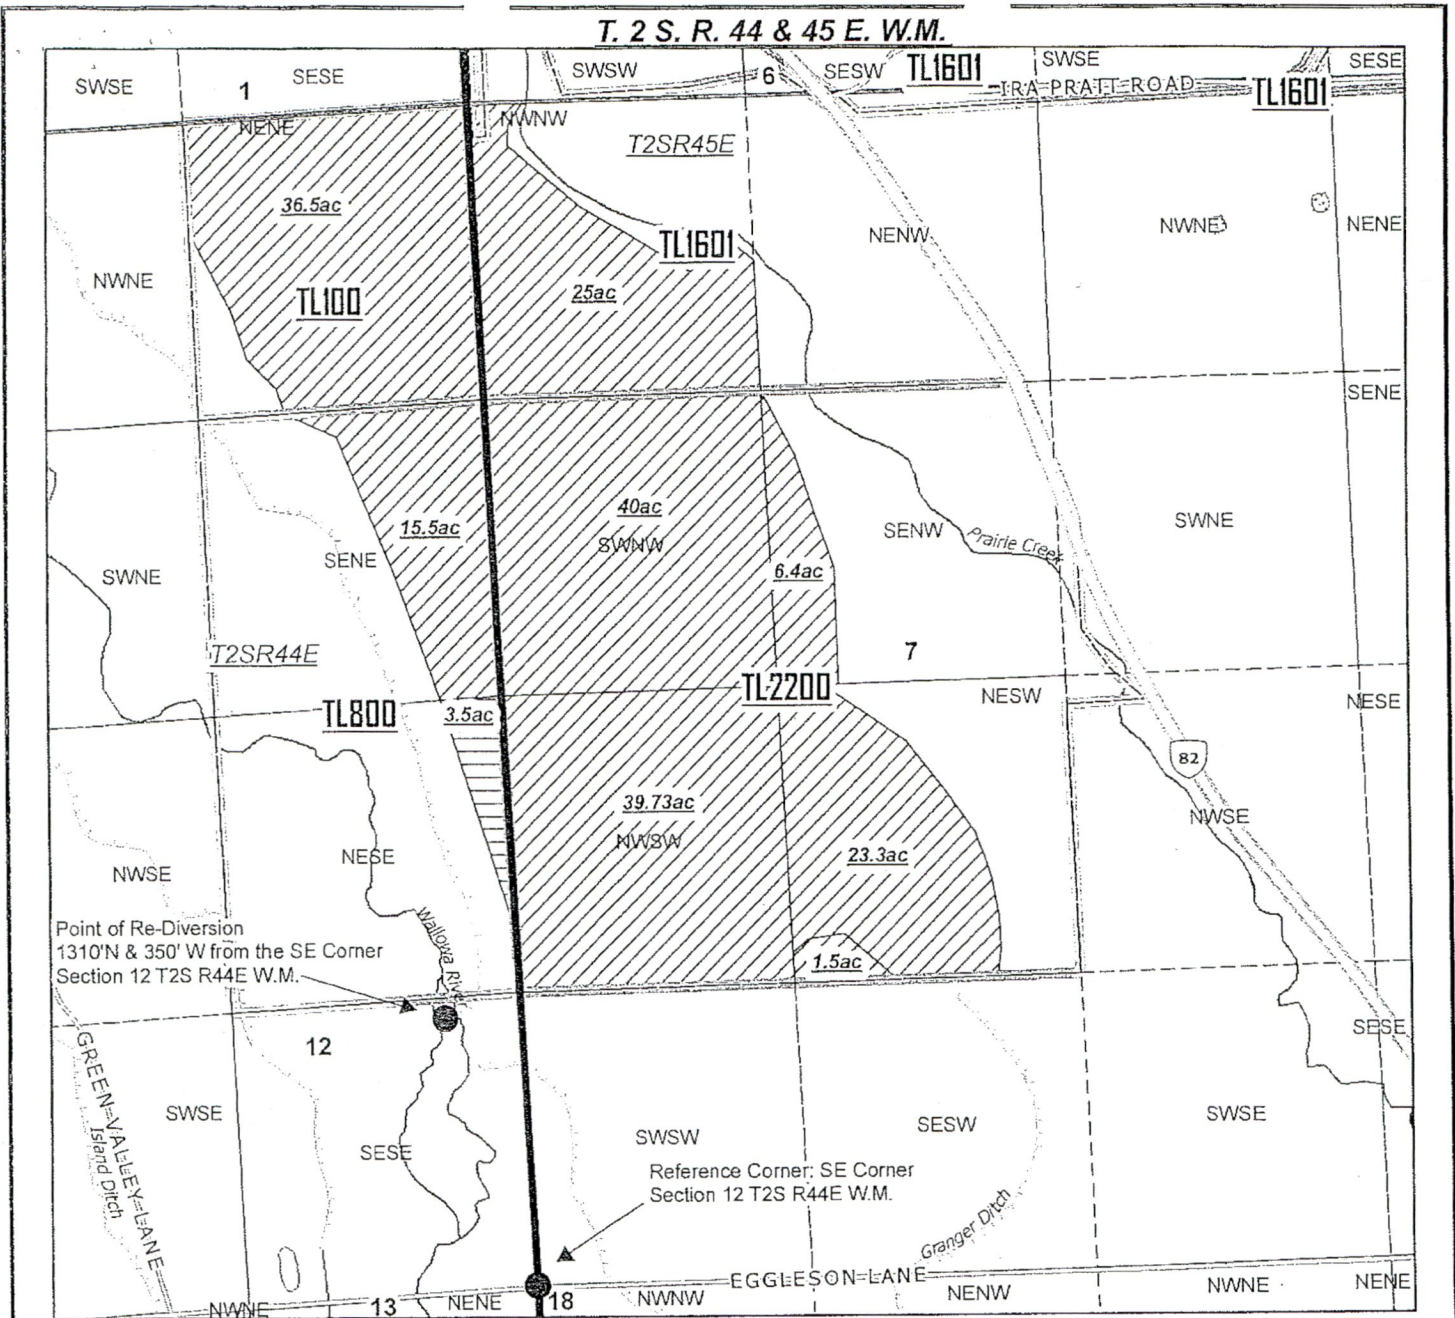 T. 2 S. R. 44 & 45 E. W.M.
SWSE
SESE
1
SWSW
6
SESW
TL1601
SWSE
SESE
IRA PRATT ROAD
TL1601
NENE
NWNW
T2SR45E
36.5ac
NENW
NWNE
NENE
TL1601
NWNE
TL100
25ac
SENE
40ac
15.5ac
SWNW
SENW
Prairie Creek
SWNE
SENE
SWNE
6.4ac
T2SR44E
7
TL2200
NESW
NESE
TL800
3.5ac
82
39.73ac
NWSW
NWSE
NESE
23.3ac
NWSE
Point of Re-Diversion
1310'N & 350' W from the SE Corner
Section 12 T2S R44E W.M.
Wallowa River
1.5ac
SESE
12
GREEN VALLEY LANE
Island Ditch
SWSE
SESE
SWSW
SESW
SWSE
Reference Corner: SE Corner
Section 12 T2S R44E W.M.
Granger Ditch
EGGLESON LANE
NWNE
13
NENE
18
NWNW
NENW
NWNE
NENE